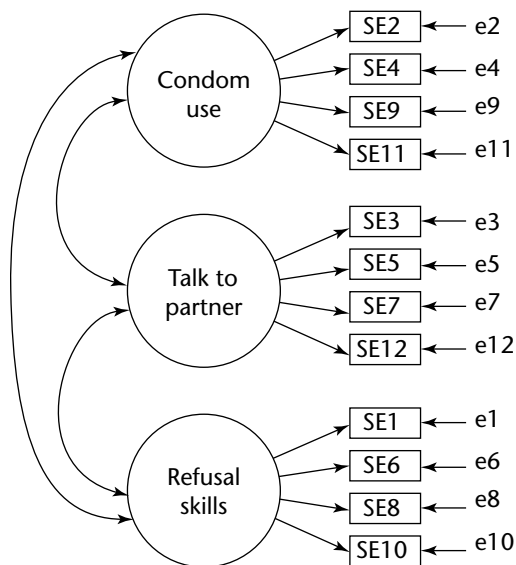 Condom
use
SE2 e2
SE4 e4
SE9 e9
SE11 e11
Talk to
partner
SE3 e3
SE5 e5
SE7 e7
SE12 e12
Refusal
skills
SE1 e1
SE6 e6
SE8 e8
SE10 e10